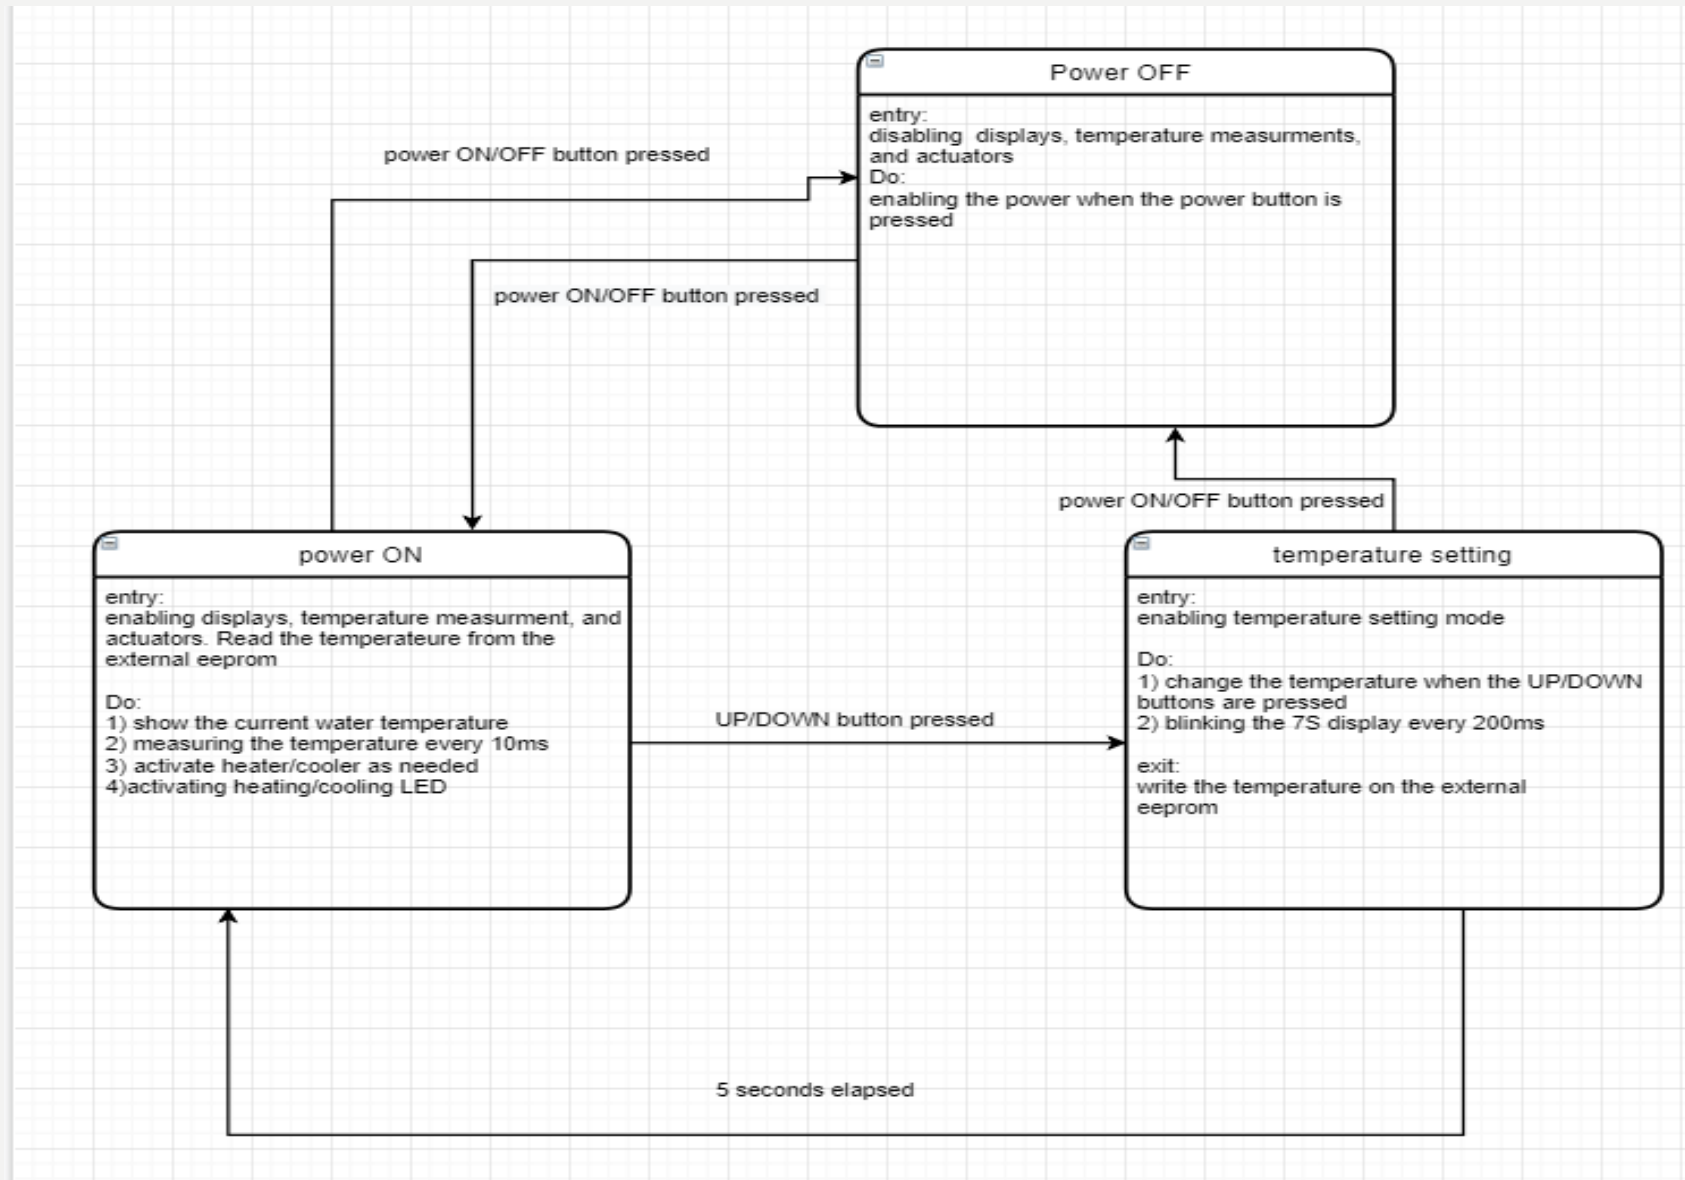 Power OFF
entry:
disabling displays, temperature measurments,
and actuators
Do:
enabling the power when the power button is
pressed
power ON/OFF button pressed
power ON/OFF button pressed
power ON/OFF button pressed
power ON
entry:
enabling displays, temperature measurment, and
actuators. Read the temperateure from the
external eeprom
Do:
1) show the current water temperature
2) measuring the temperature every 10ms
3) activate heater/cooler as needed
4)activating heating/cooling LED
UP/DOWN button pressed
temperature setting
entry:
enabling temperature setting mode
Do:
1) change the temperature when the UP/DOWN
buttons are pressed
2) blinking the 7S display every 200ms
exit:
write the temperature on the external
eeprom
5 seconds elapsed